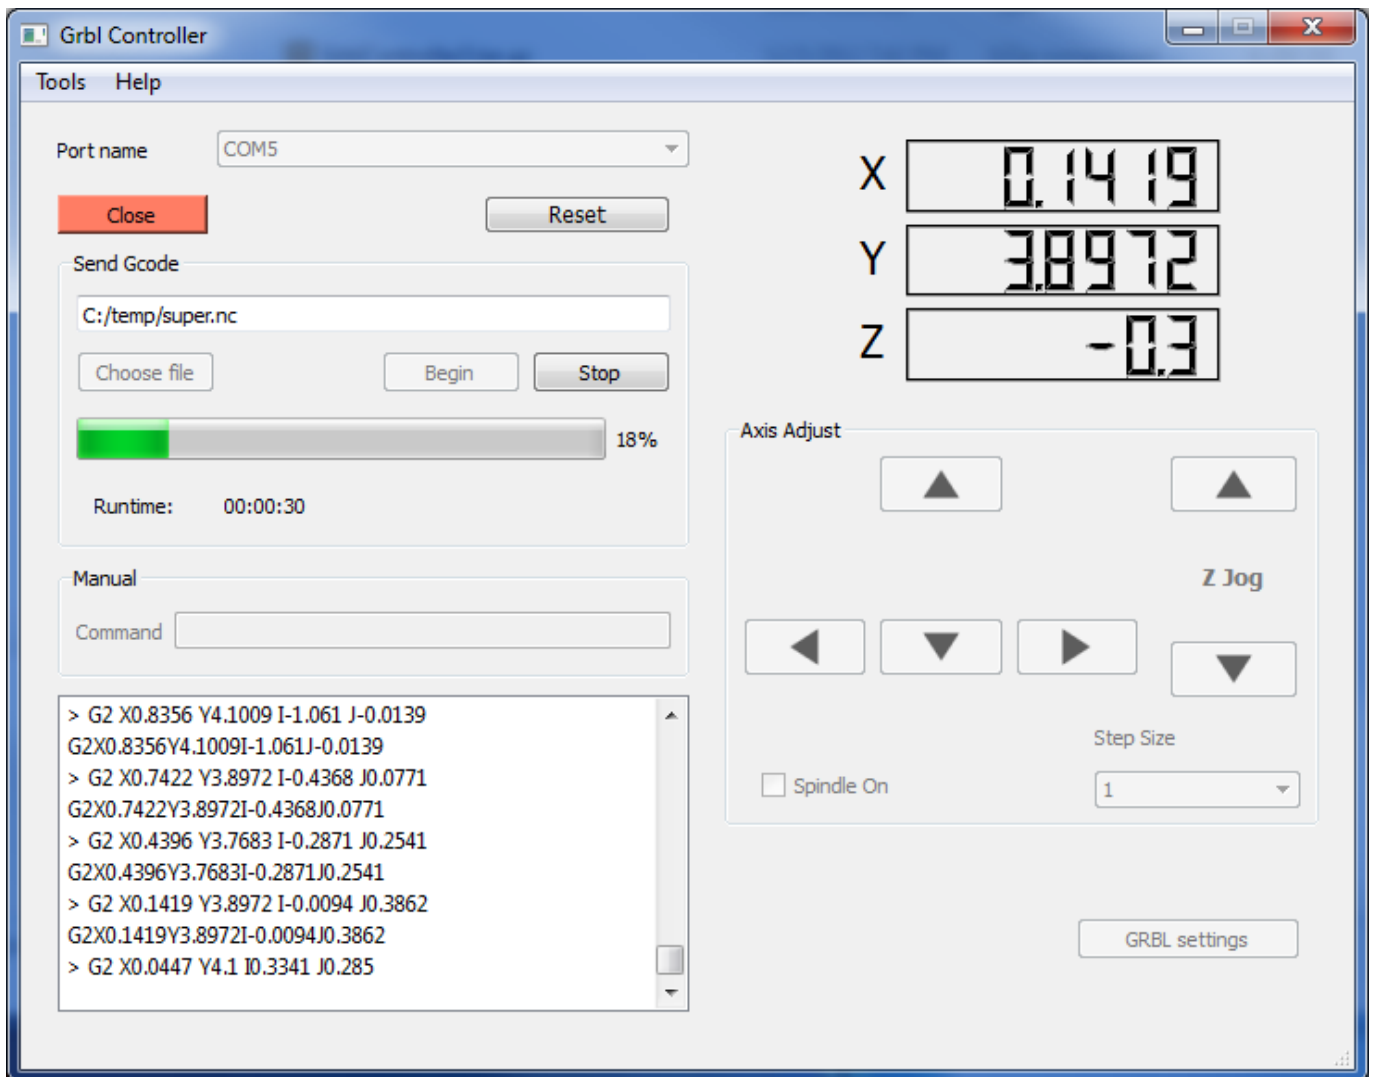 Grbl Controller
Tools Help
Port name COM5
Close Reset
Send Gcode
C:/temp/super.nc
Choose file Begin Stop
18%
Runtime: 00:00:30
Manual
Command
> G2 X0.8356 Y4.1009 I-1.061 J-0.0139
G2X0.8356Y4.1009I-1.061J-0.0139
> G2 X0.7422 Y3.8972 I-0.4368 J0.0771
G2X0.7422Y3.8972I-0.4368J0.0771
> G2 X0.4396 Y3.7683 I-0.2871 J0.2541
G2X0.4396Y3.7683I-0.2871J0.2541
> G2 X0.1419 Y3.8972 I-0.0094 J0.3862
G2X0.1419Y3.8972I-0.0094J0.3862
> G2 X0.0447 Y4.1 I0.3341 J0.285
X 0.1419
Y 3.8972
Z -0.3
Axis Adjust
Z Jog
Step Size
Spindle On 1
GRBL settings